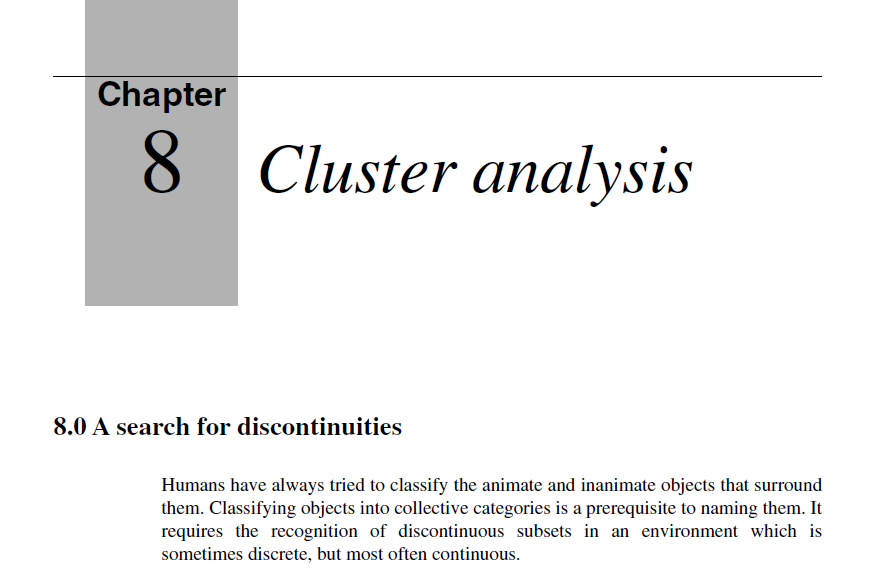 Chapter
8 Cluster analysis
8.0 A search for discontinuities
Humans have always tried to classify the animate and inanimate objects that surround
them. Classifying objects into collective categories is a prerequisite to naming them. It
requires the recognition of discontinuous subsets in an environment which is
sometimes discrete, but most often continuous.